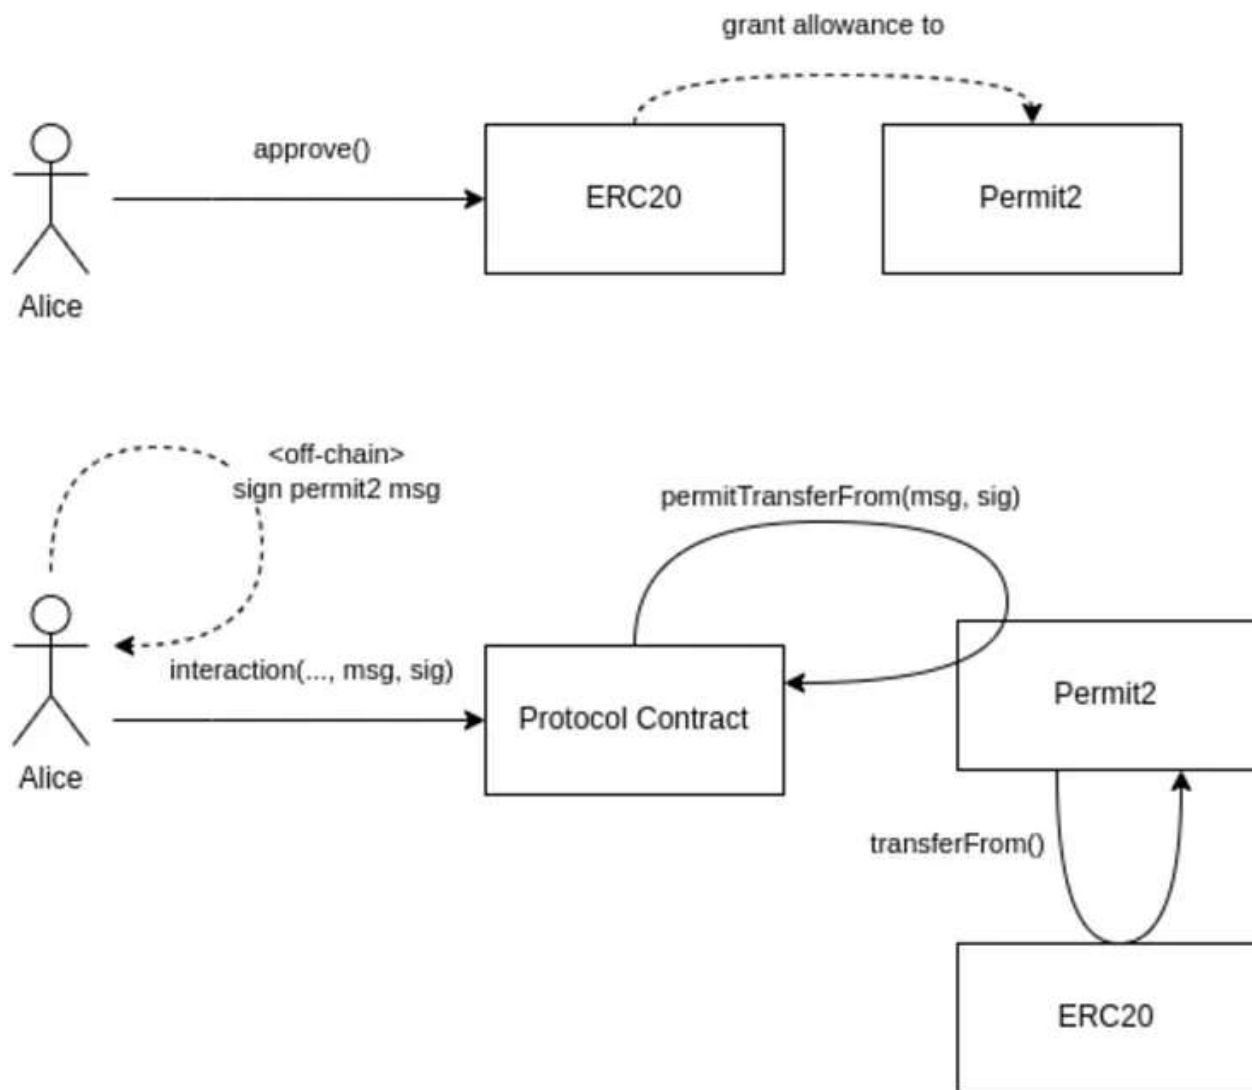 grant allowance to
approve()
ERC20
Permit2
Alice
<off-chain>
sign permit2 msg
permitTransferFrom(msg, sig)
interaction(..., msg, sig)
Protocol Contract
Permit2
Alice
transferFrom()
ERC20